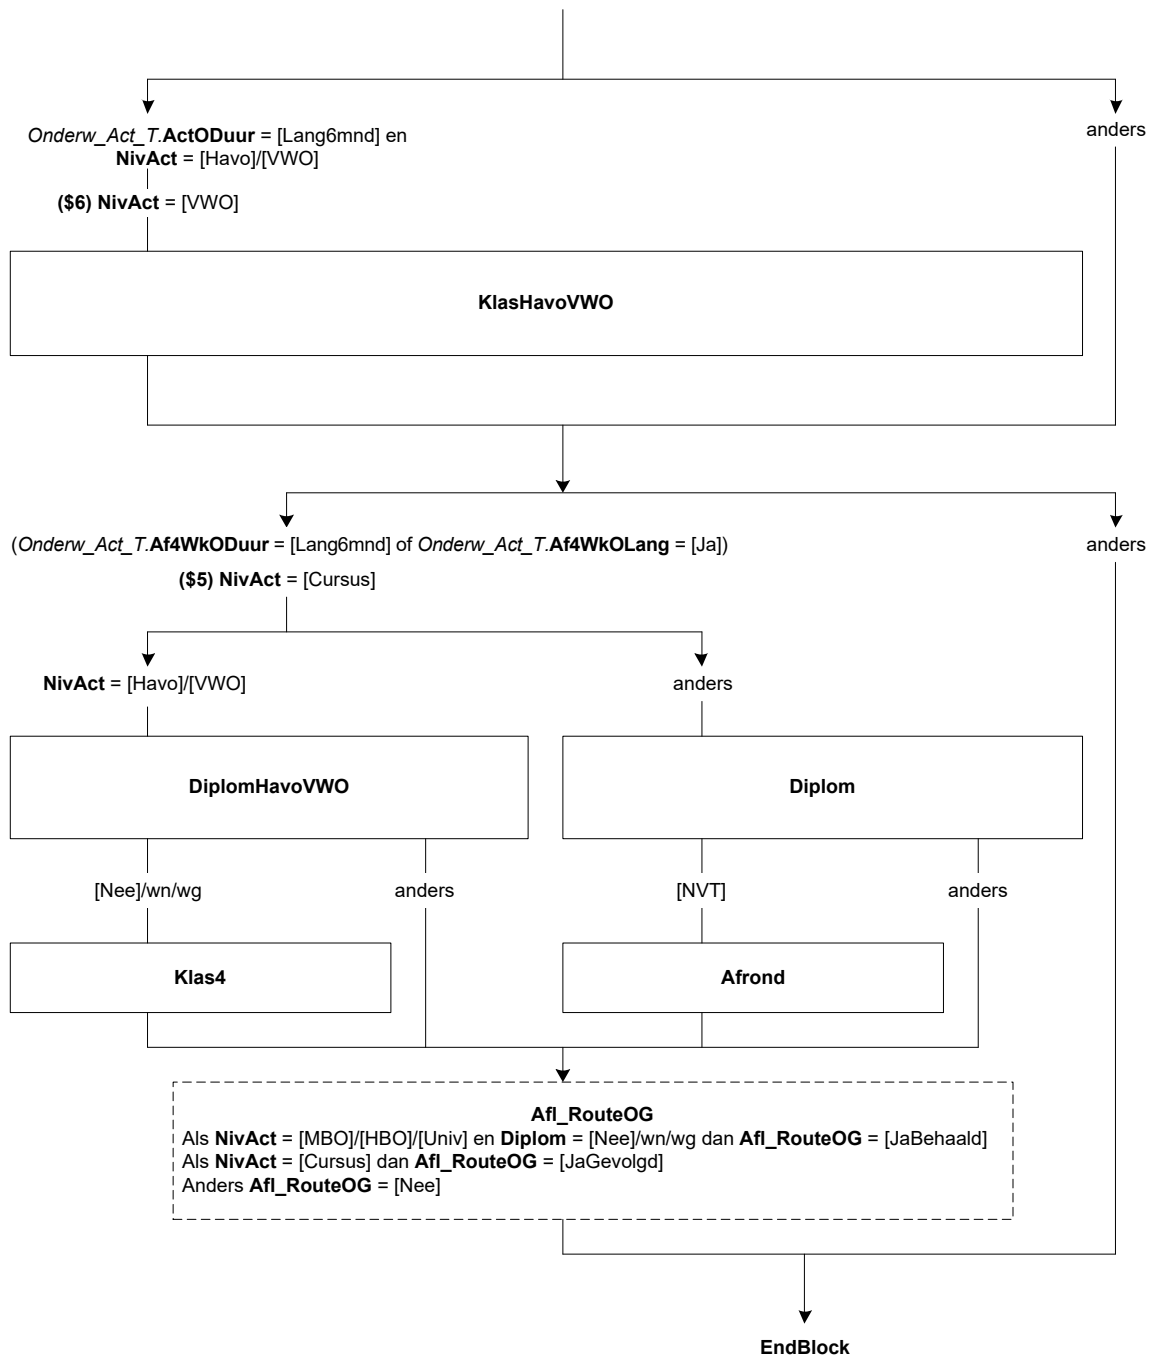 Onderw_Act_T.ActODuur = [Lang6mnd] en
NivAct = [Havo]/[VWO]
anders
($6) NivAct = [VWO]
KlasHavoVWO
(Onderw_Act_T.Af4WkODuur = [Lang6mnd] of Onderw_Act_T.Af4WkOLang = [Ja])
anders
($5) NivAct = [Cursus]
NivAct = [Havo]/[VWO]
anders
DiplomHavoVWO
Diplom
[Nee]/wn/wg
anders
[NVT]
anders
Klas4
Afrond
Afl_RouteOG
Als NivAct = [MBO]/[HBO]/[Univ] en Diplom = [Nee]/wn/wg dan Afl_RouteOG = [JaBehaald]
Als NivAct = [Cursus] dan Afl_RouteOG = [JaGevolgd]
Anders Afl_RouteOG = [Nee]
EndBlock